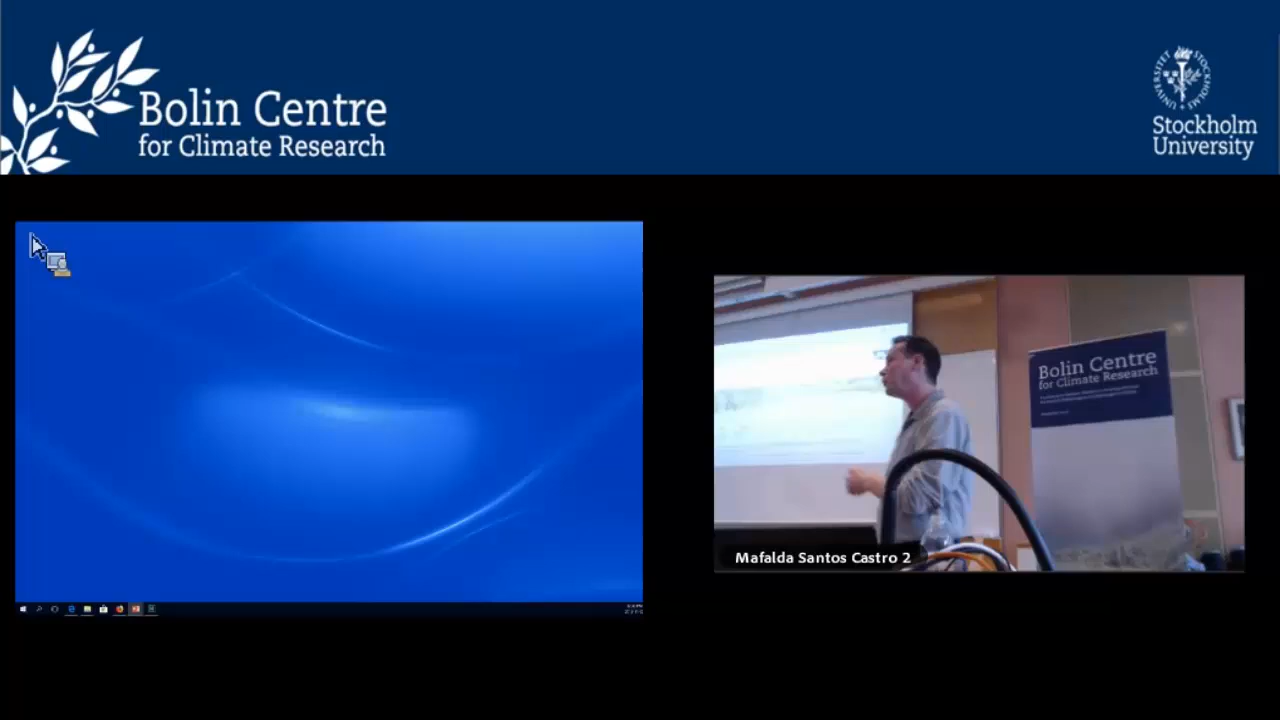 Bolin Centre
for Climate Research
Stockholm
University
Bolin Centre
for Climate Research
Mafalda Santos Castro 2